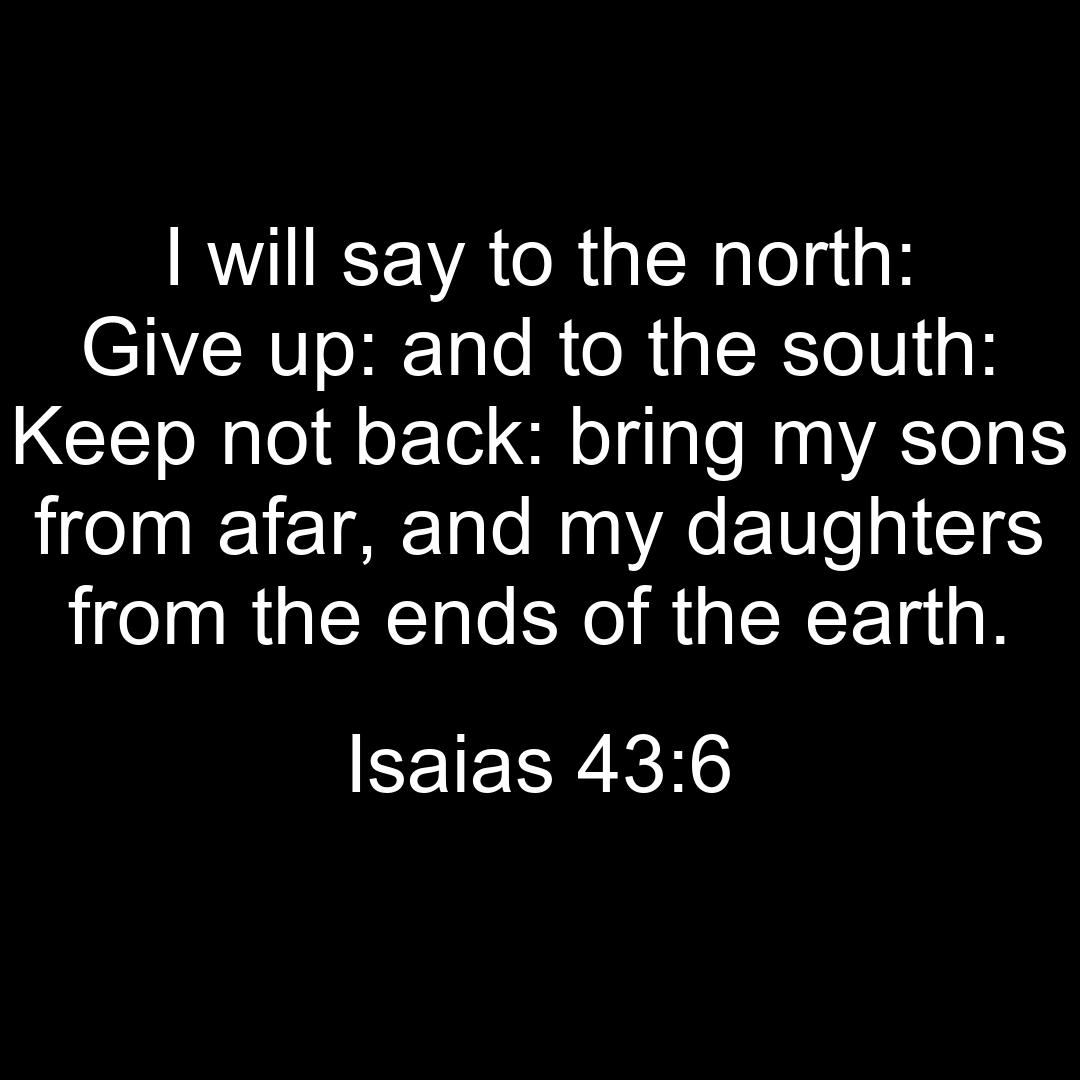 I will say to the north:
Give up: and to the south:
Keep not back: bring my sons
from afar, and my daughters
from the ends of the earth.
Isaias 43:6